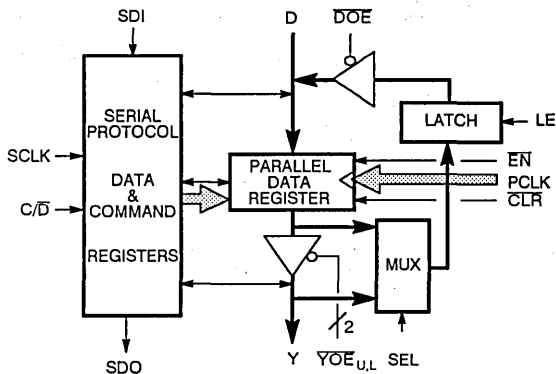 SDI
D
DOE
SERIAL
PROTOCOL
DATA
&
COMMAND
REGISTERS
SCLK
C/D
SDO
LATCH
LE
PARALLEL
DATA
REGISTER
EN
PCLK
CLR
MUX
2
Y
YOE U,L
SEL